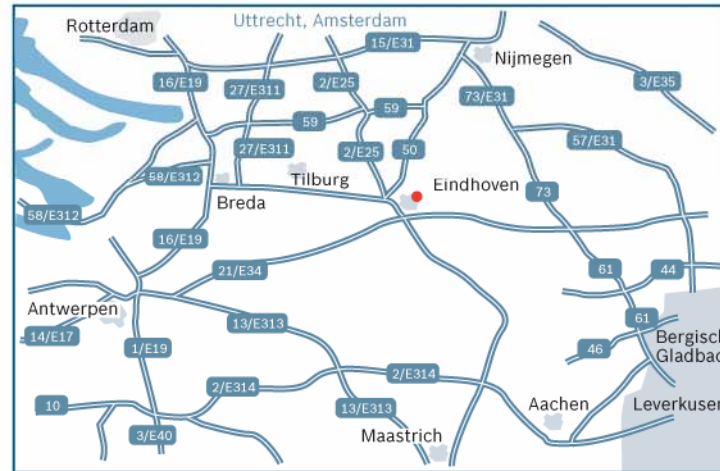 Rotterdam
Uttrecht, Amsterdam
15/E31
Nijmegen
16/E19
27/E311
2/E25
3/E35
73/E31
59
59
57/E31
27/E311
2/E25
50
58/E312
Tilburg
Eindhoven
73
Breda
58/E312
16/E19
21/E34
61
44
Antwerpen
13/E313
61
14/E17
1/E19
46
Bergisch
Gladbac
2/E314
2/E314
10
13/E313
Aachen
Leverkusen
3/E40
Maastrich